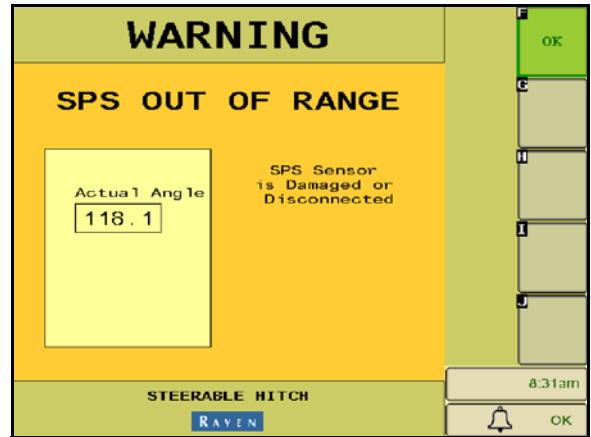 WARNING
SPS OUT OF RANGE
Actual Angle
118.1
SPS Sensor
is Damaged or
Disconnected
STEERABLE HITCH
RAVEN
F
OK
G
H
I
J
8:31am
OK